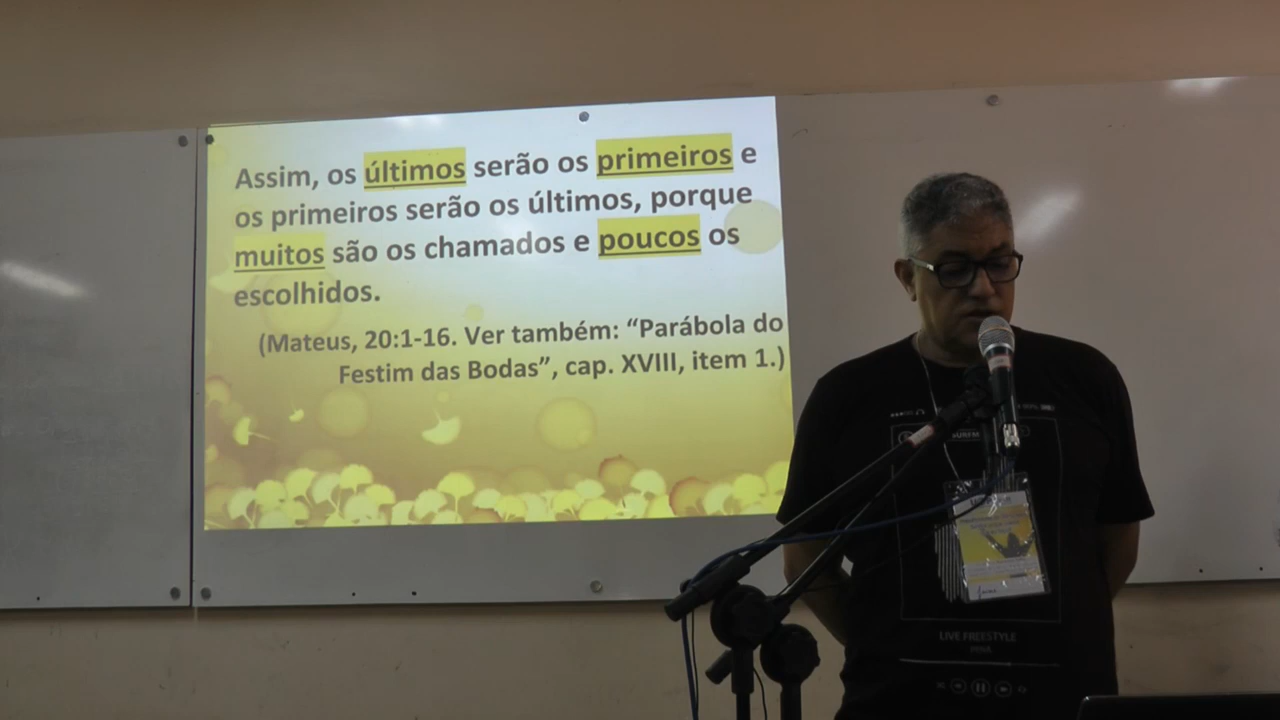 Assim, os últimos serão os primeiros e
os primeiros serão os últimos, porque
muitos são os chamados e poucos os
escolhidos.
(Mateus, 20:1-16. Ver também: “Parábola do
Festim das Bodas”, cap. XVIII, item 1.)
LIVE FREESTYLE